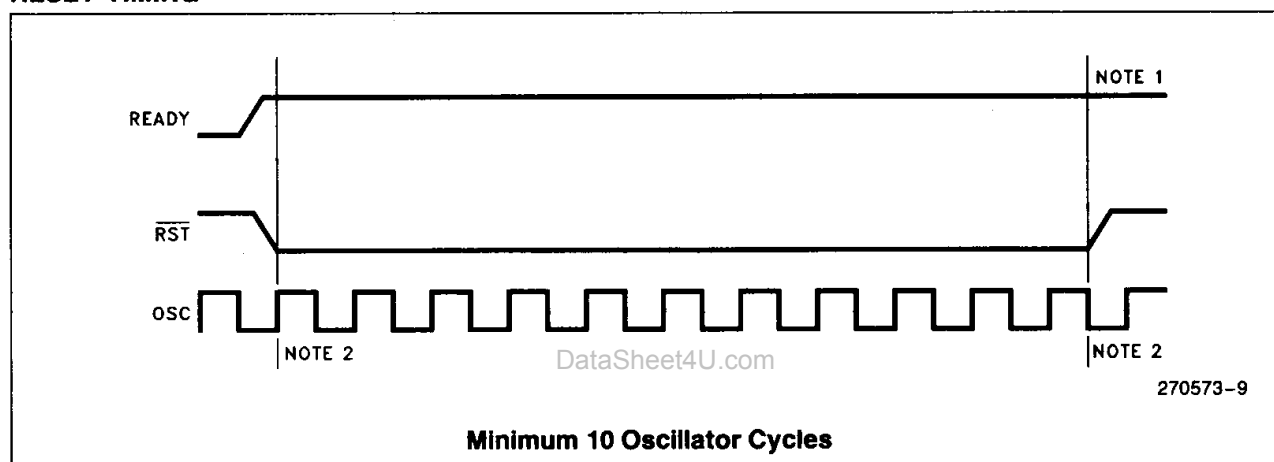 RESET TIMING
NOTE 1
READY
RST
OSC
NOTE 2
NOTE 2
DataSheet4U.com
270573-9
Minimum 10 Oscillator Cycles